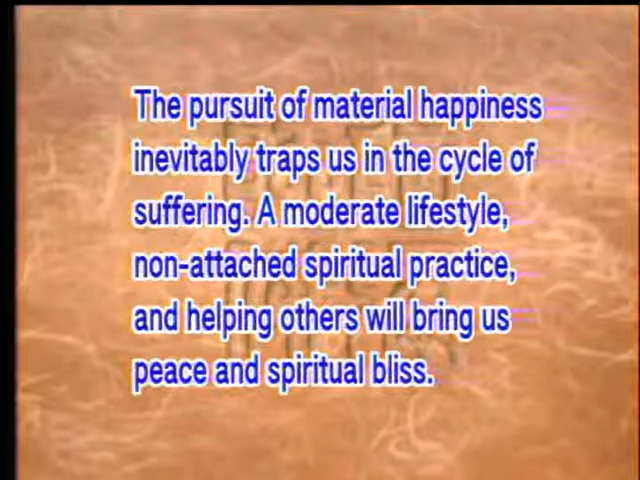 The pursuit of material happiness
inevitably traps us in the cycle of
suffering. A moderate lifestyle,
non-attached spiritual practice,
and helping others will bring us
peace and spiritual bliss.